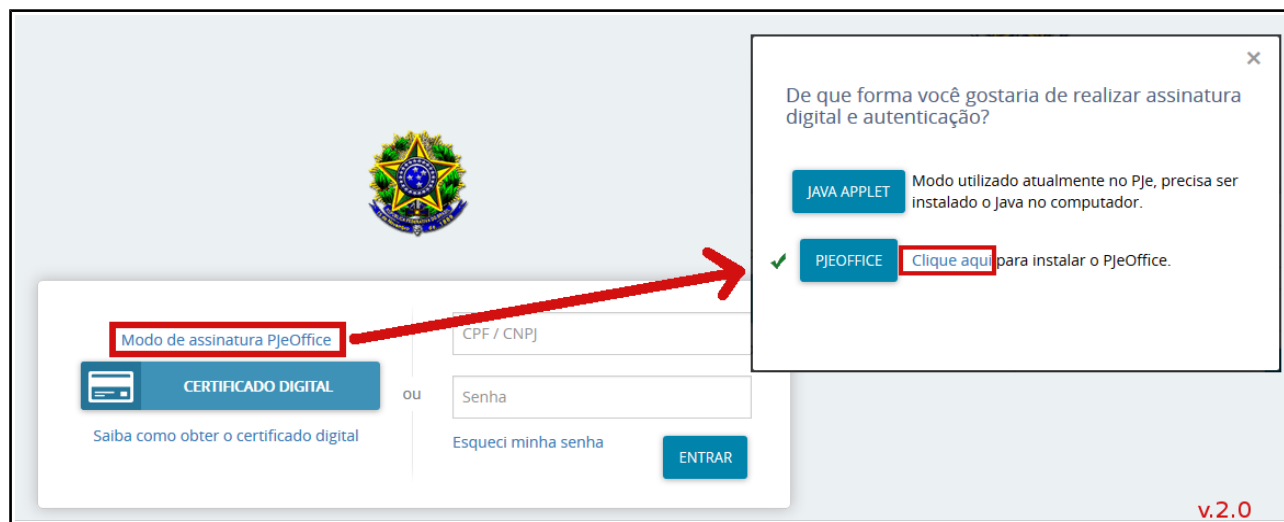 De que forma você gostaria de realizar assinatura
digital e autenticação?
JAVA APPLET
Modo utilizado atualmente no PJe, precisa ser
instalado o Java no computador.
PJEOFFICE
Clique aqui para instalar o PJeOffice.
Modo de assinatura PJeOffice
CERTIFICADO DIGITAL
Saiba como obter o certificado digital
ou
CPF / CNPJ
Senha
Esqueci minha senha
ENTRAR
v.2.0